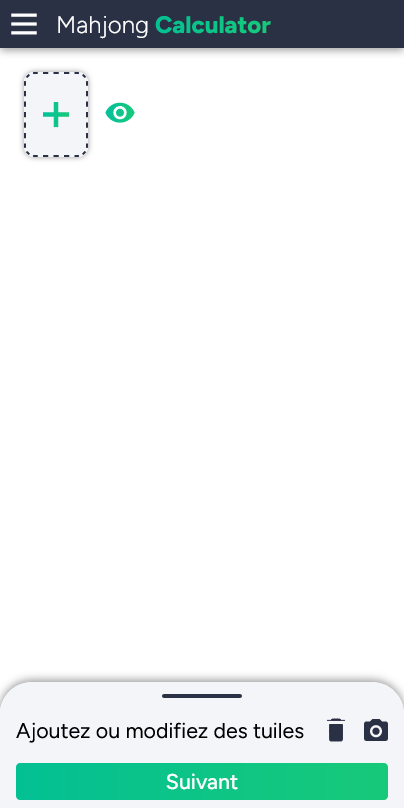 Mahjong Calculator
Ajoutez ou modifiez des tuiles
Suivant